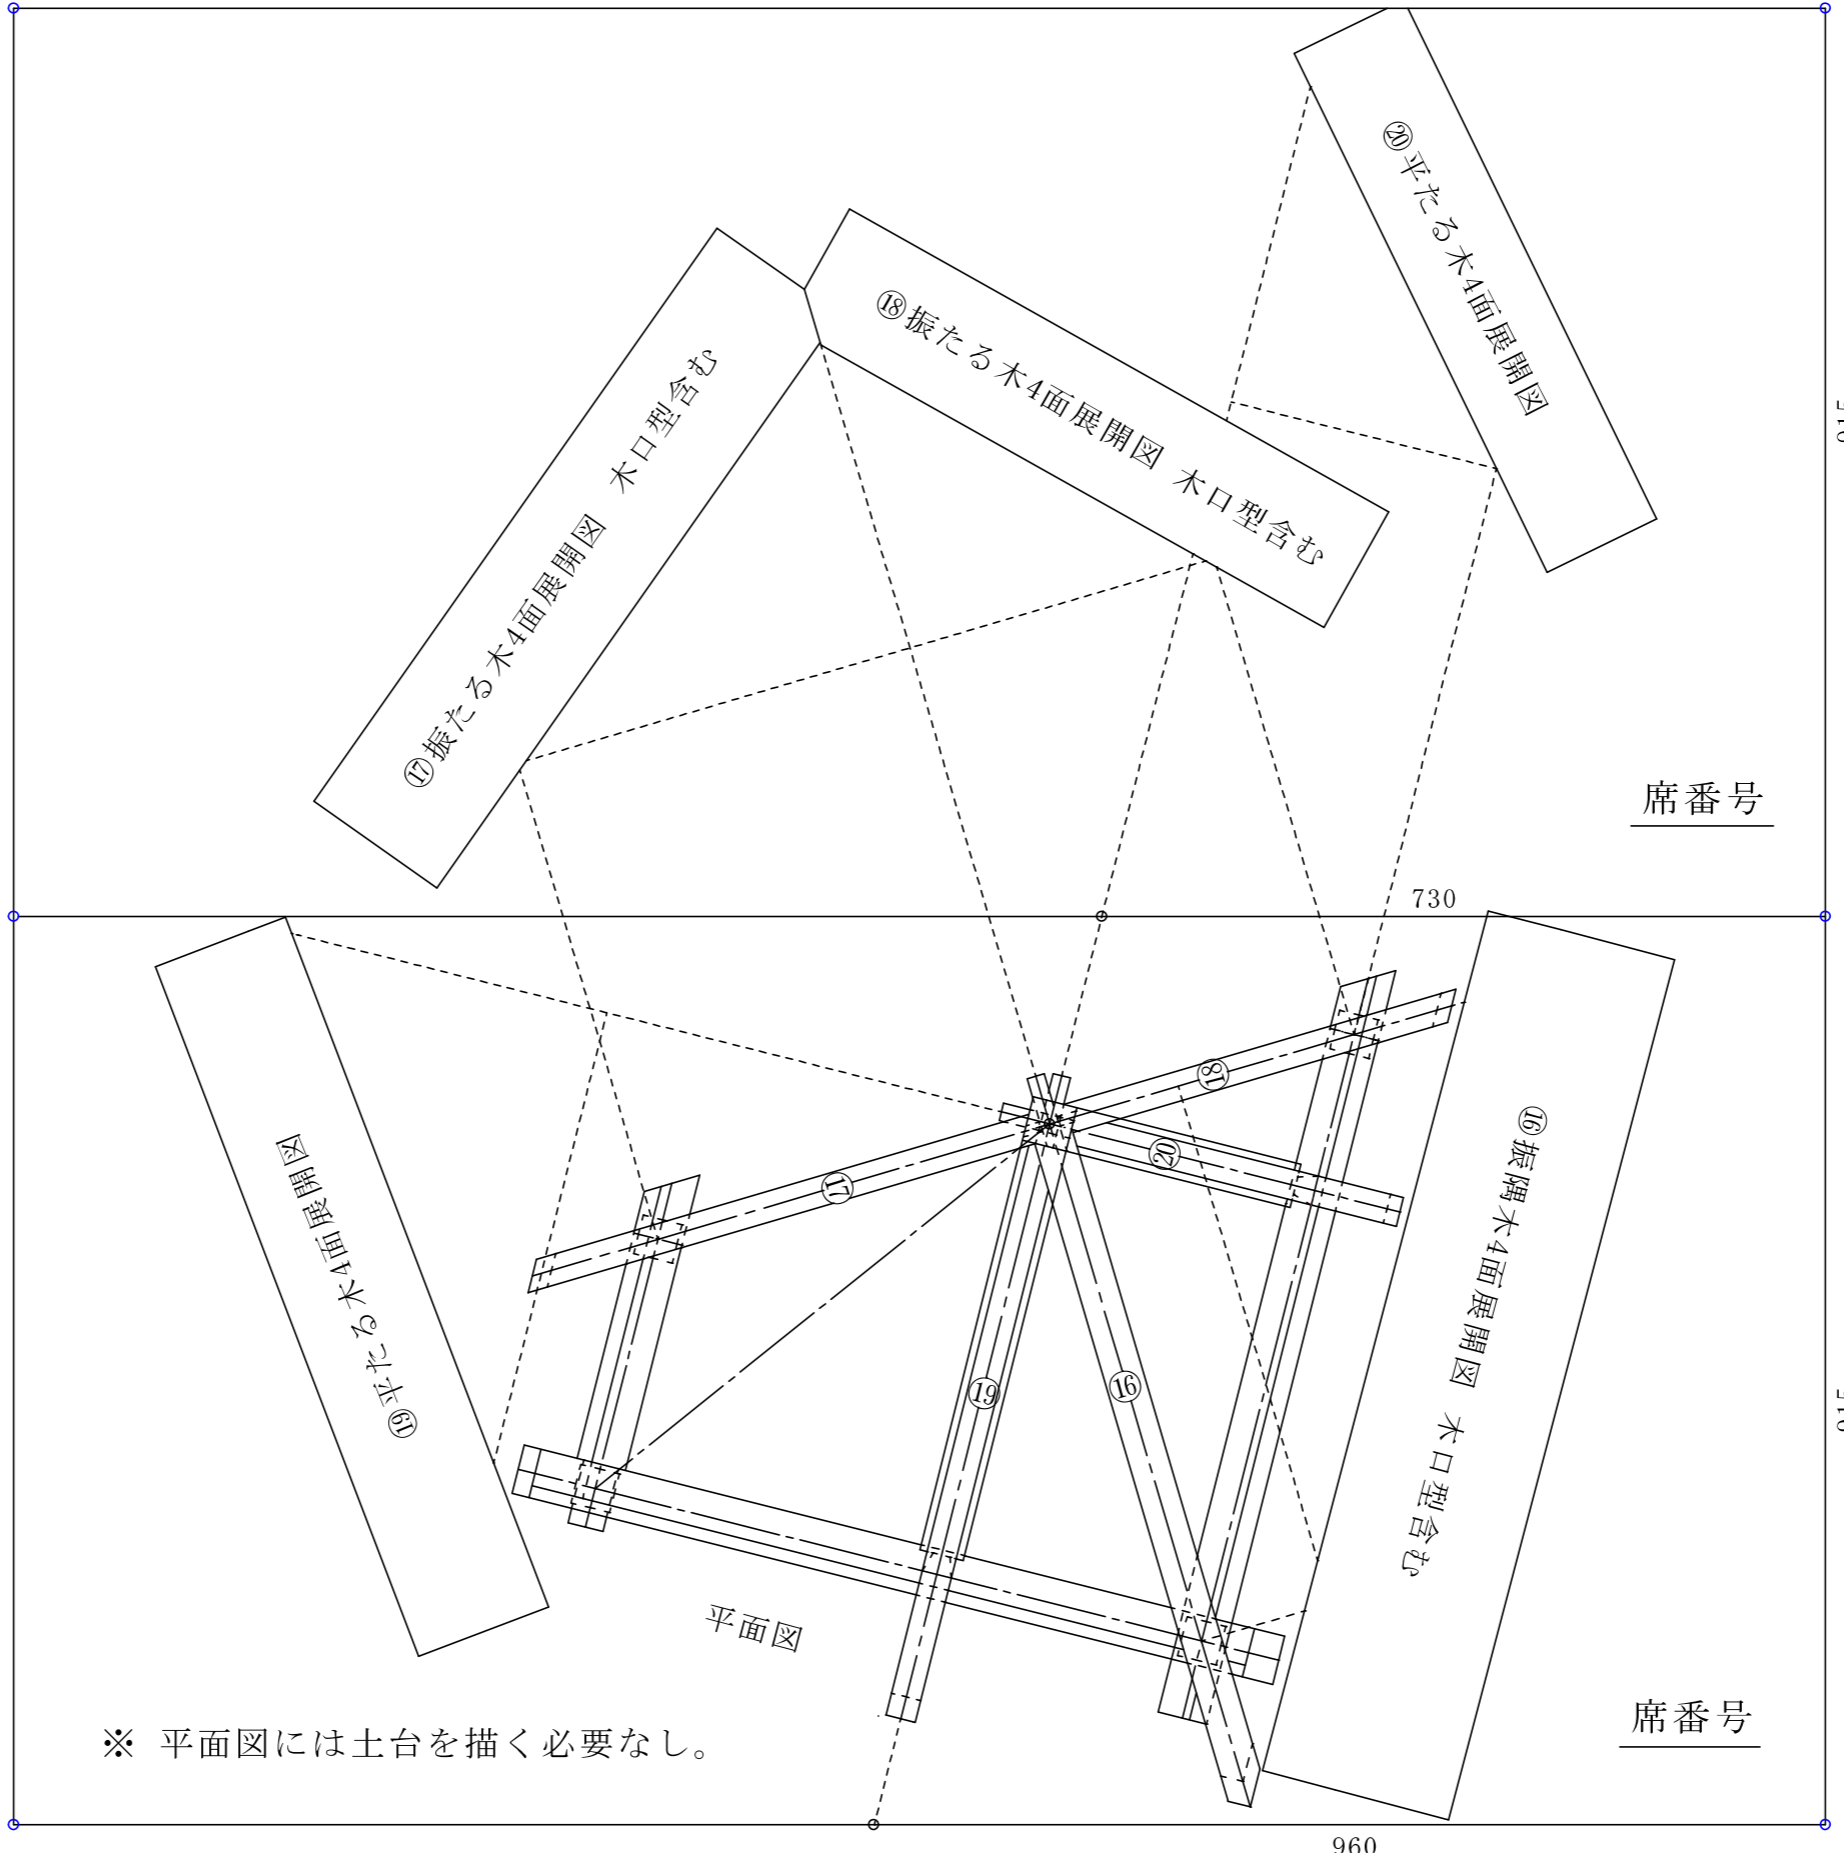 ⑳平たる木4面展開図
⑱振たる木4面展開図 木口型含む
⑰振たる木4面展開図 木口型含む
915
席番号
730
⑲平たる木4面展開図
⑯振隅木4面展開図 木口型含む
⑱
⑳
⑰
⑲
⑯
915
平面図
席番号
※ 平面図には土台を描く必要なし。
960